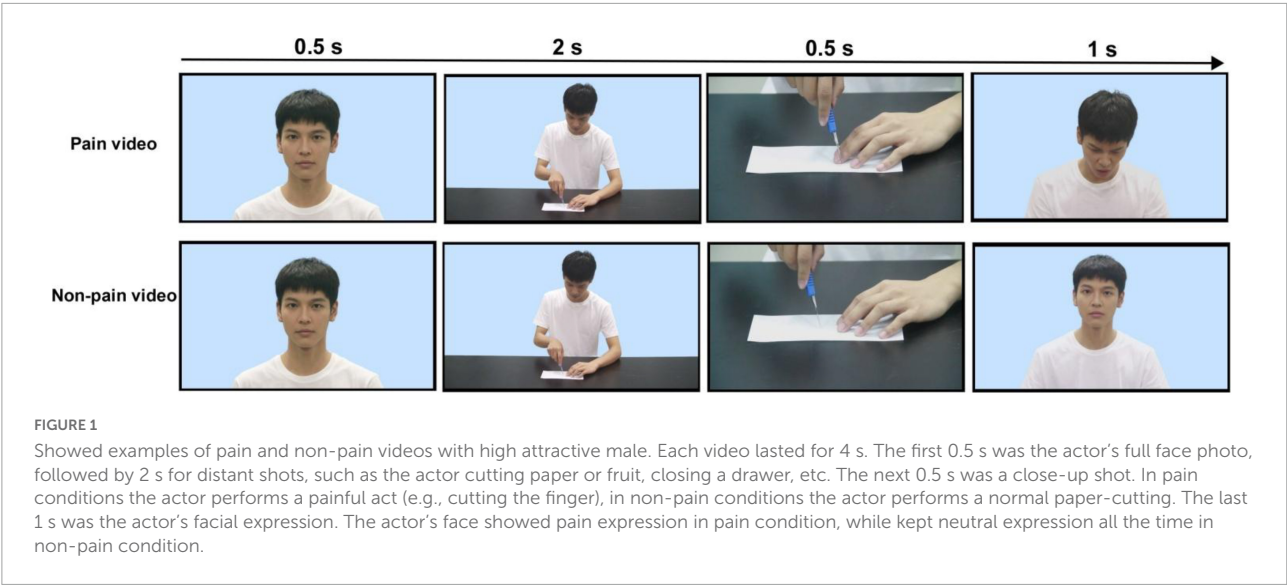 0.5 s 2 s 0.5 s 1 s
Pain video
Non-pain video
FIGURE 1
Showed examples of pain and non-pain videos with high attractive male. Each video lasted for 4 s. The first 0.5 s was the actor's full face photo,
followed by 2 s for distant shots, such as the actor cutting paper or fruit, closing a drawer, etc. The next 0.5 s was a close-up shot. In pain
conditions the actor performs a painful act (e.g., cutting the finger), in non-pain conditions the actor performs a normal paper-cutting. The last
1 s was the actor's facial expression. The actor's face showed pain expression in pain condition, while kept neutral expression all the time in
non-pain condition.